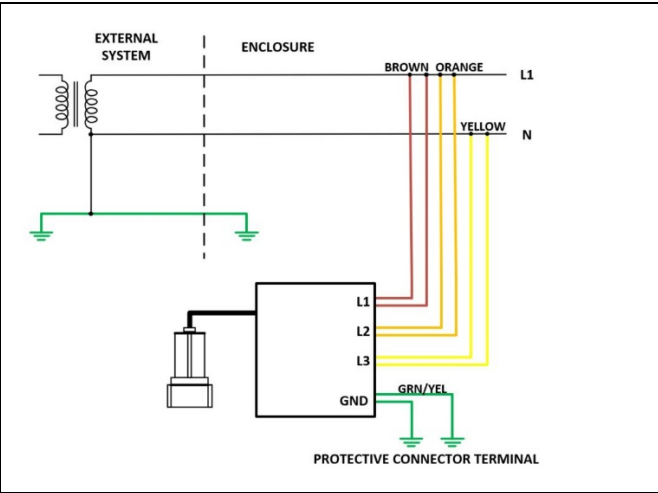 EXTERNAL
SYSTEM
ENCLOSURE
BROWN ORANGE
L1
YELLOW
N
L1
L2
L3
GRN/YEL
GND
PROTECTIVE CONNECTOR TERMINAL